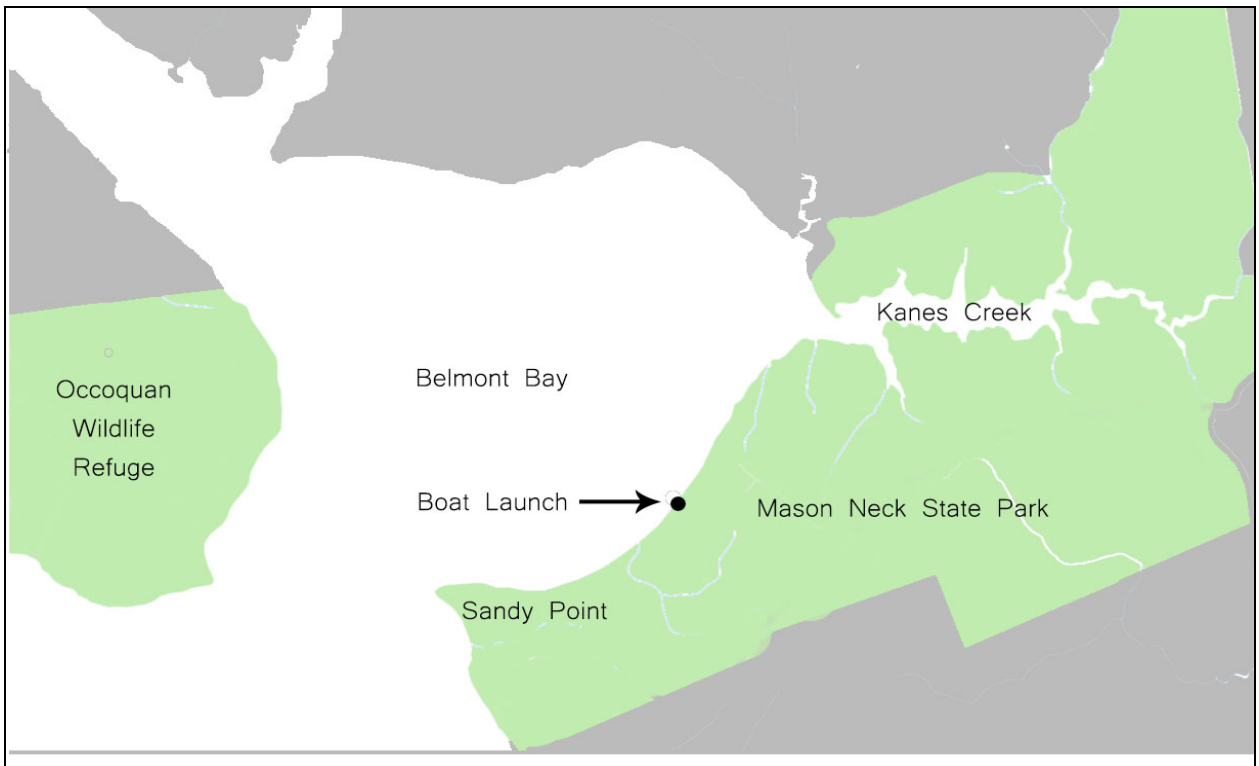 Kanes Creek
Belmont Bay
Occoquan
Wildlife
Refuge
Boat Launch
Mason Neck State Park
Sandy Point